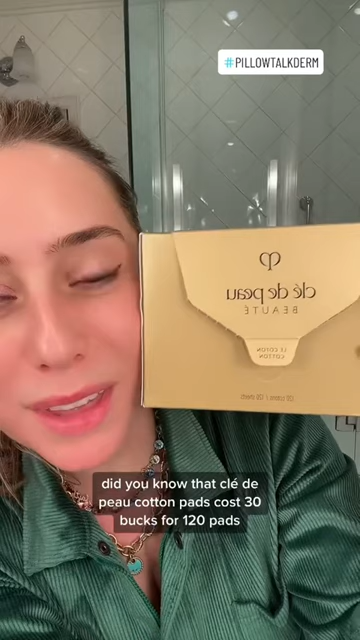 #PILLOWTALKDERM
clé de peau
BEAUTÉ
LE COTON
COTTON
did you know that clé de
peau cotton pads cost 30
bucks for 120 pads